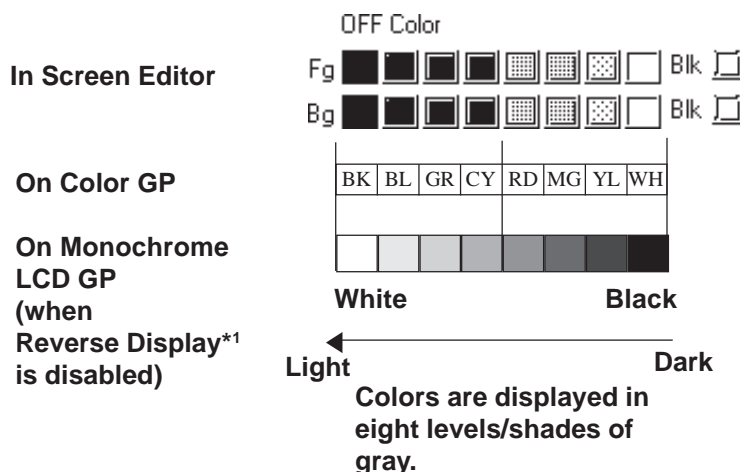 OFF Color
In Screen Editor
Fg Blk
Bg Blk
On Color GP
BK BL GR CY RD MG YL WH
On Monochrome
LCD GP
(when
Reverse Display*1
is disabled)
White Black
Light Dark
Colors are displayed in
eight levels/shades of
gray.